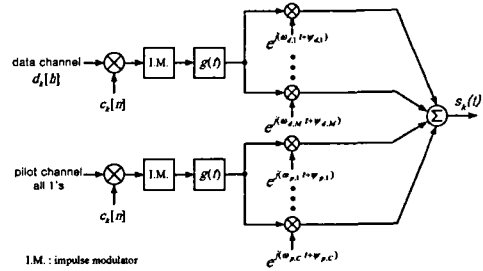 e^{j(ω_{d,1} t+ψ_{d,1})}
data channel
d_k[b]
I.M.
g(t)
c_k[n]
e^{j(ω_{d,M} t+ψ_{d,M})}
s_k(t)
Σ
pilot channel
all 1's
I.M.
g(t)
c_k[n]
e^{j(ω_{p,1} t+ψ_{p,1})}
e^{j(ω_{p,C} t+ψ_{p,C})}
I.M. : impulse modulator